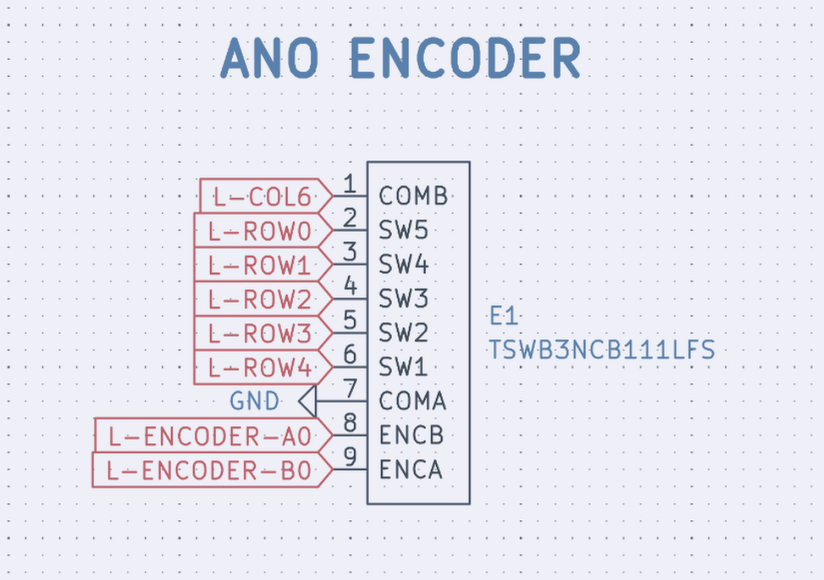 ANO ENCODER
L-COL6 1 COMB
L-ROW0 2 SW5
L-ROW1 3 SW4
L-ROW2 4 SW3
L-ROW3 5 SW2
L-ROW4 6 SW1
GND 7 COMA
L-ENCODER-A0 8 ENCB
L-ENCODER-B0 9 ENCA
E1
TSWB3NCB111LFS